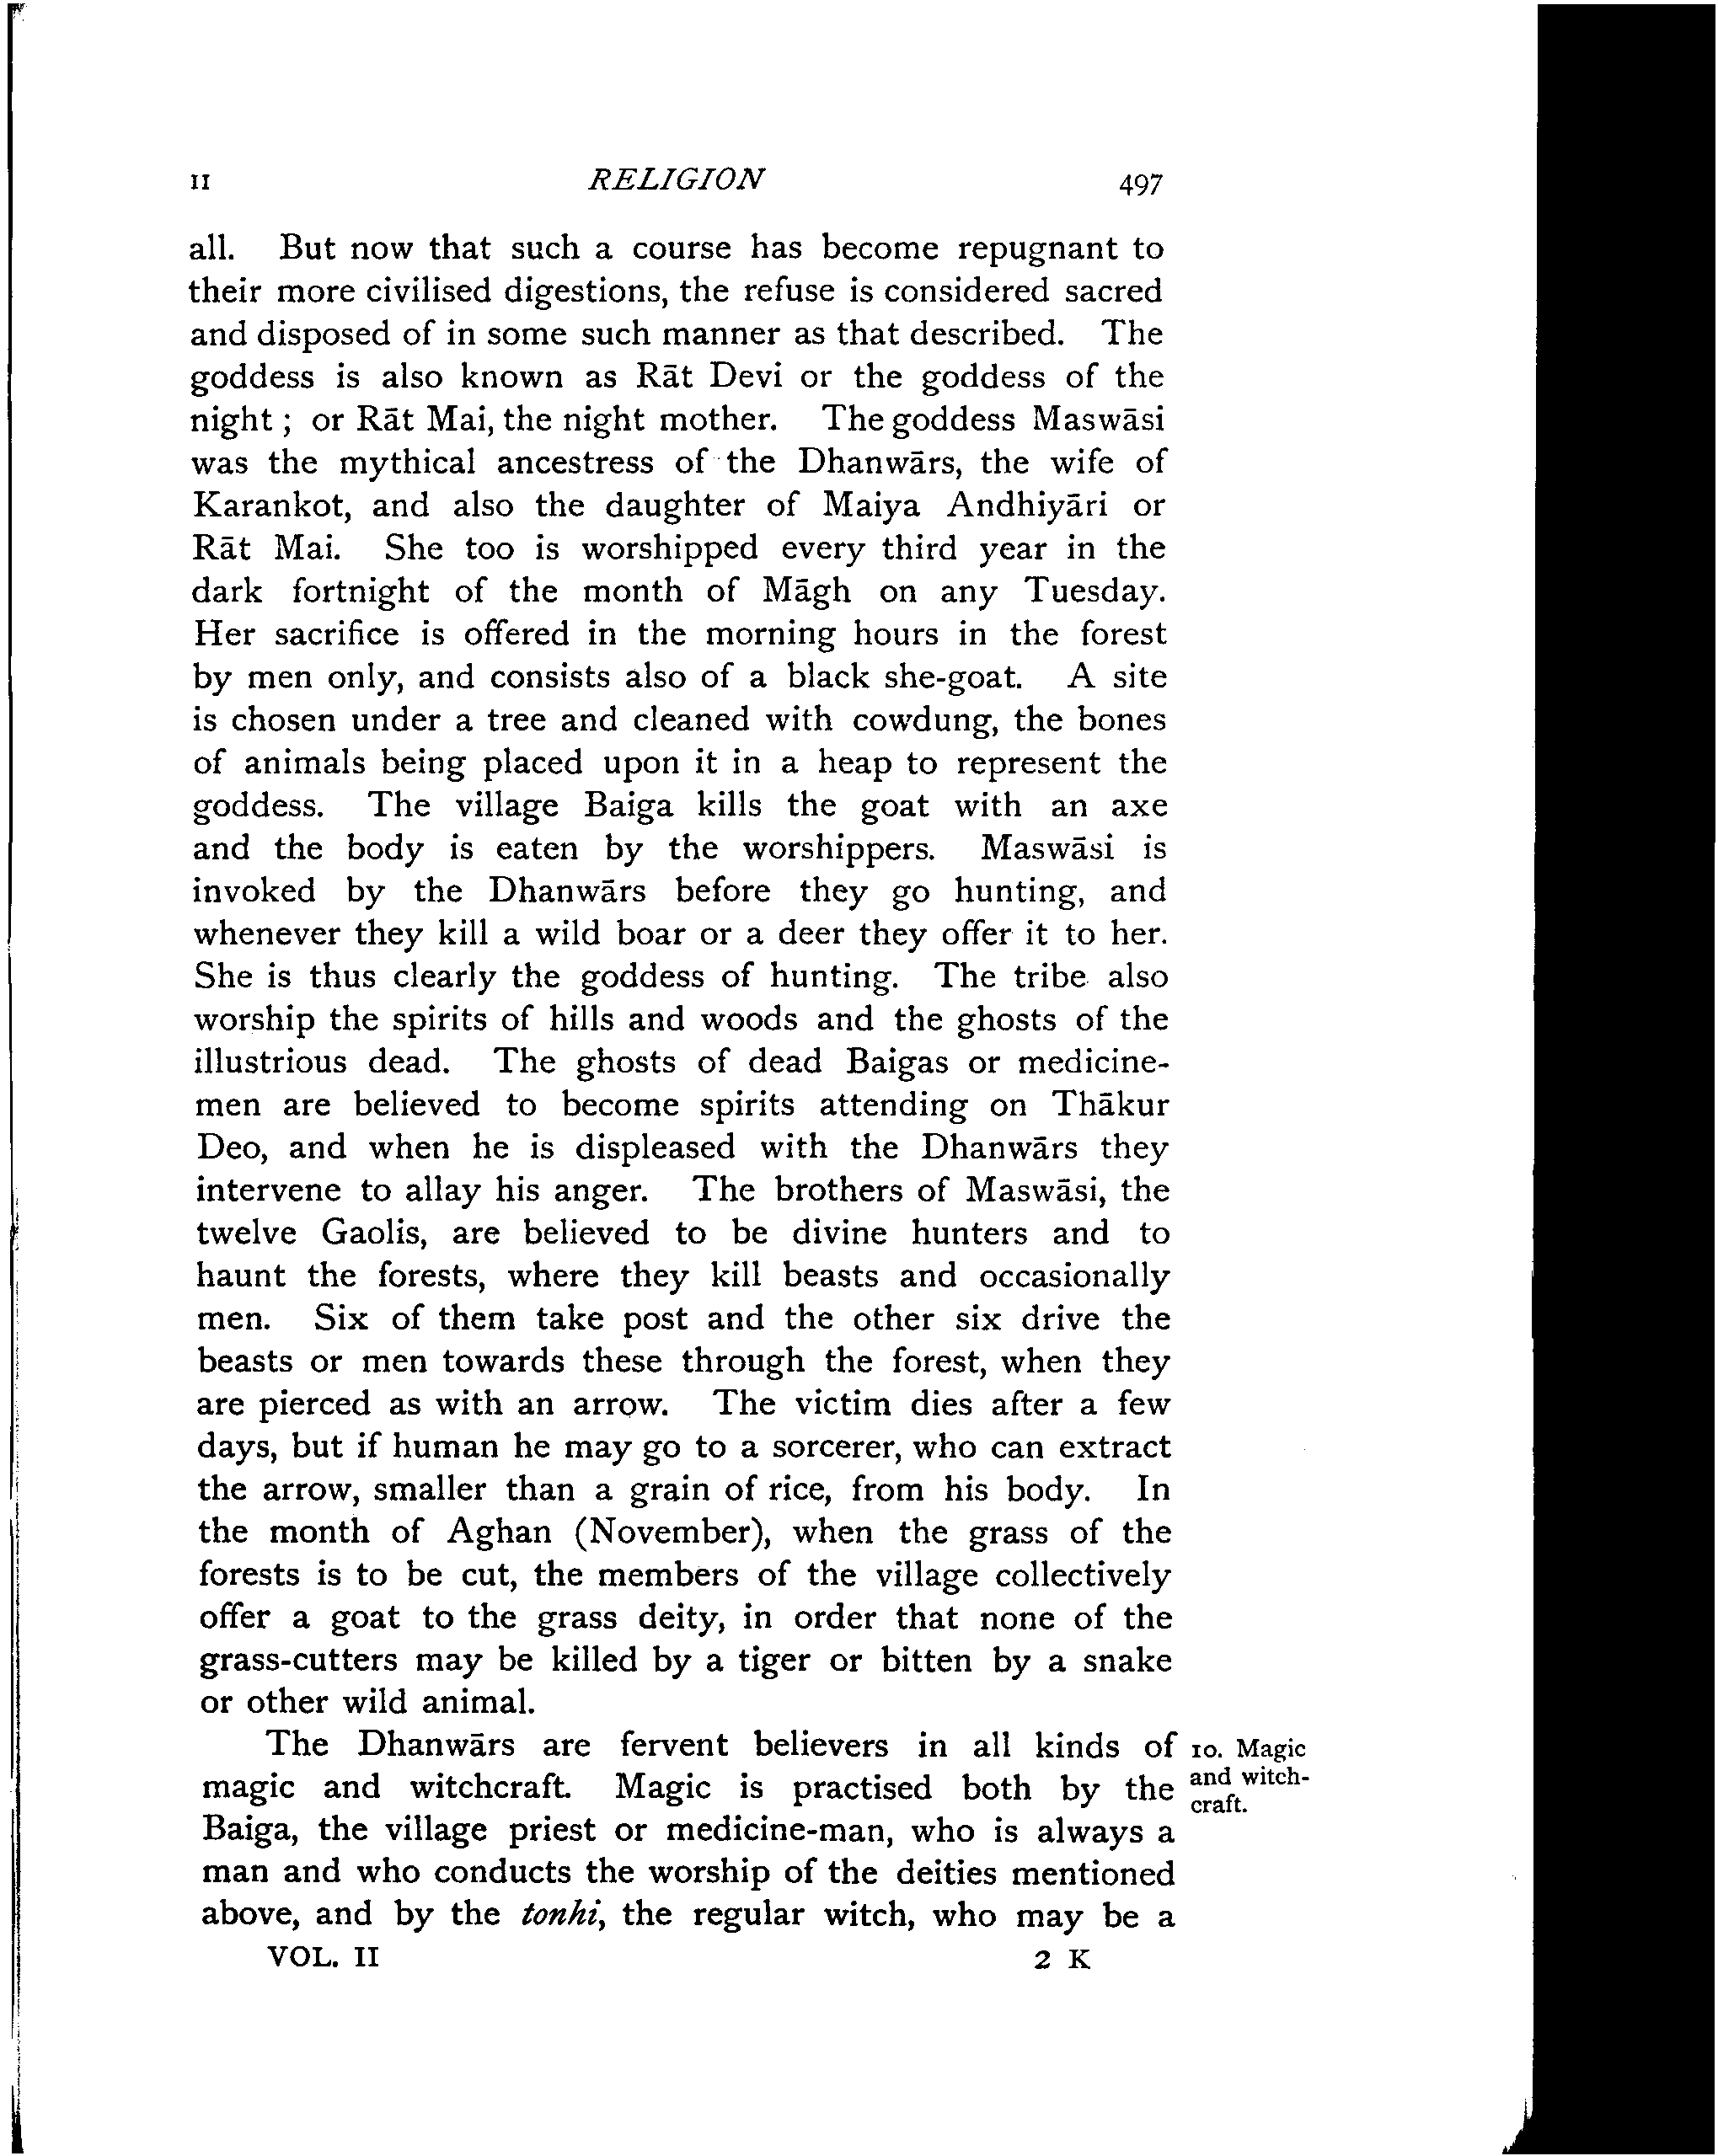 II RELIGION 497
all. But now that such a course has become repugnant to
their more civilised digestions, the refuse is considered sacred
and disposed of in some such manner as that described. The
goddess is also known as Rāt Devi or the goddess of the
night ; or Rāt Mai, the night mother. The goddess Maswāsi
was the mythical ancestress of the Dhanwārs, the wife of
Karankot, and also the daughter of Maiya Andhiyāri or
Rāt Mai. She too is worshipped every third year in the
dark fortnight of the month of Māgh on any Tuesday.
Her sacrifice is offered in the morning hours in the forest
by men only, and consists also of a black she-goat. A site
is chosen under a tree and cleaned with cowdung, the bones
of animals being placed upon it in a heap to represent the
goddess. The village Baiga kills the goat with an axe
and the body is eaten by the worshippers. Maswāsi is
invoked by the Dhanwārs before they go hunting, and
whenever they kill a wild boar or a deer they offer it to her.
She is thus clearly the goddess of hunting. The tribe also
worship the spirits of hills and woods and the ghosts of the
illustrious dead. The ghosts of dead Baigas or medicine-
men are believed to become spirits attending on Thākur
Deo, and when he is displeased with the Dhanwārs they
intervene to allay his anger. The brothers of Maswāsi, the
twelve Gaolis, are believed to be divine hunters and to
haunt the forests, where they kill beasts and occasionally
men. Six of them take post and the other six drive the
beasts or men towards these through the forest, when they
are pierced as with an arrow. The victim dies after a few
days, but if human he may go to a sorcerer, who can extract
the arrow, smaller than a grain of rice, from his body. In
the month of Aghan (November), when the grass of the
forests is to be cut, the members of the village collectively
offer a goat to the grass deity, in order that none of the
grass-cutters may be killed by a tiger or bitten by a snake
or other wild animal.
The Dhanwārs are fervent believers in all kinds of
magic and witchcraft. Magic is practised both by the
Baiga, the village priest or medicine-man, who is always a
man and who conducts the worship of the deities mentioned
above, and by the tonhi, the regular witch, who may be a
10. Magic
and witch-
craft.
VOL. II 2 K